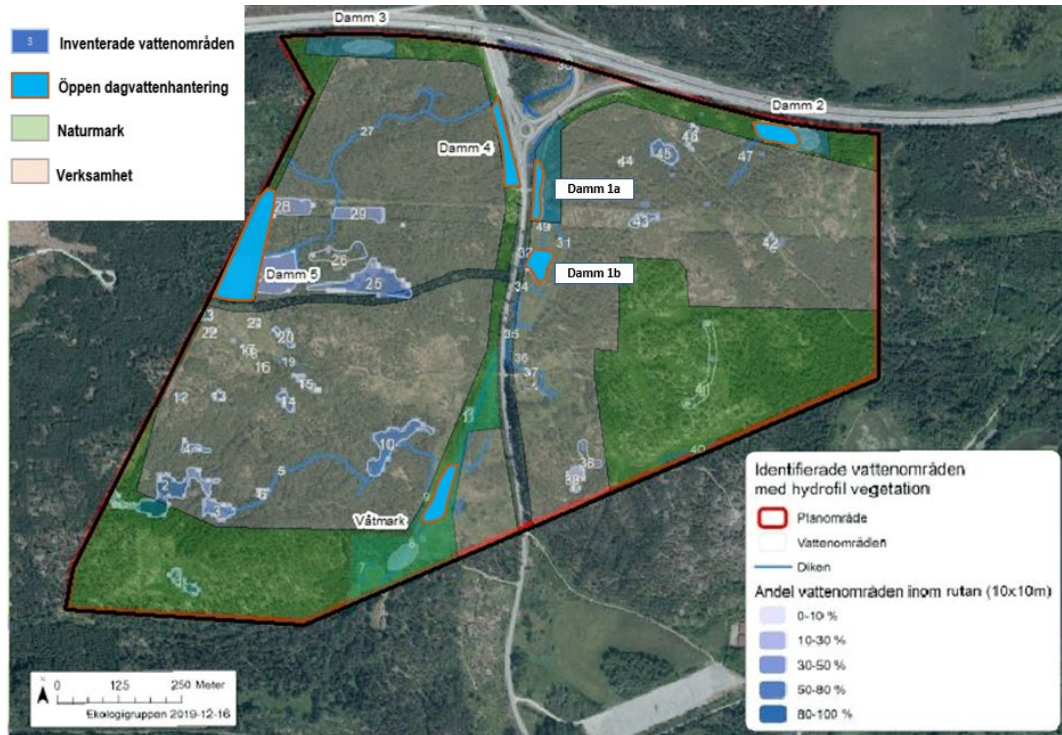 3
Inventerade vattenområden
Öppen dagvattenhantering
Naturmark
Verksamhet
Damm 3
Damm 2
Damm 4
Damm 1a
Damm 1b
Damm 5
Våtmark
27
44
45
46
47
28
29
26
25
43
42
49
31
32
34
35
36
37
22
20
19
16
15
14
12
10
11
9
7
5
4
2
3
6
38
39
40
Identifierade vattenområden
med hydrofil vegetation
Planområde
Vattenområden
Diken
Andel vattenområden inom rutan (10x10m)
0-10 %
10-30 %
30-50 %
50-80 %
80-100 %
N
0 125 250 Meter
Ekologigruppen 2019-12-16